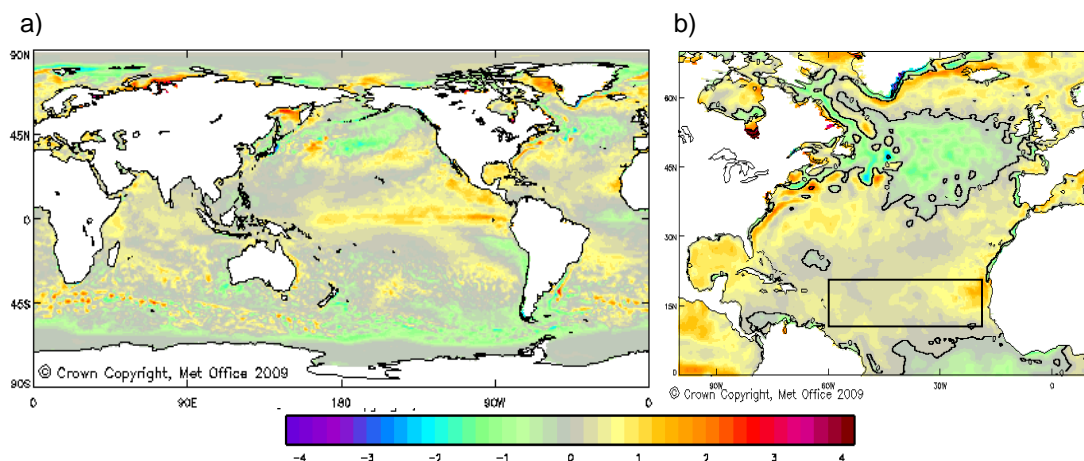 a)
b)
90N
45N
0
45S
90S
0
90E
180
90W
0
© Crown Copyright, Met Office 2009
60N
45N
30N
15N
0
90W
60W
30W
0
© Crown Copyright, Met Office 2009
-4 -3 -2 -1 0 1 2 3 4